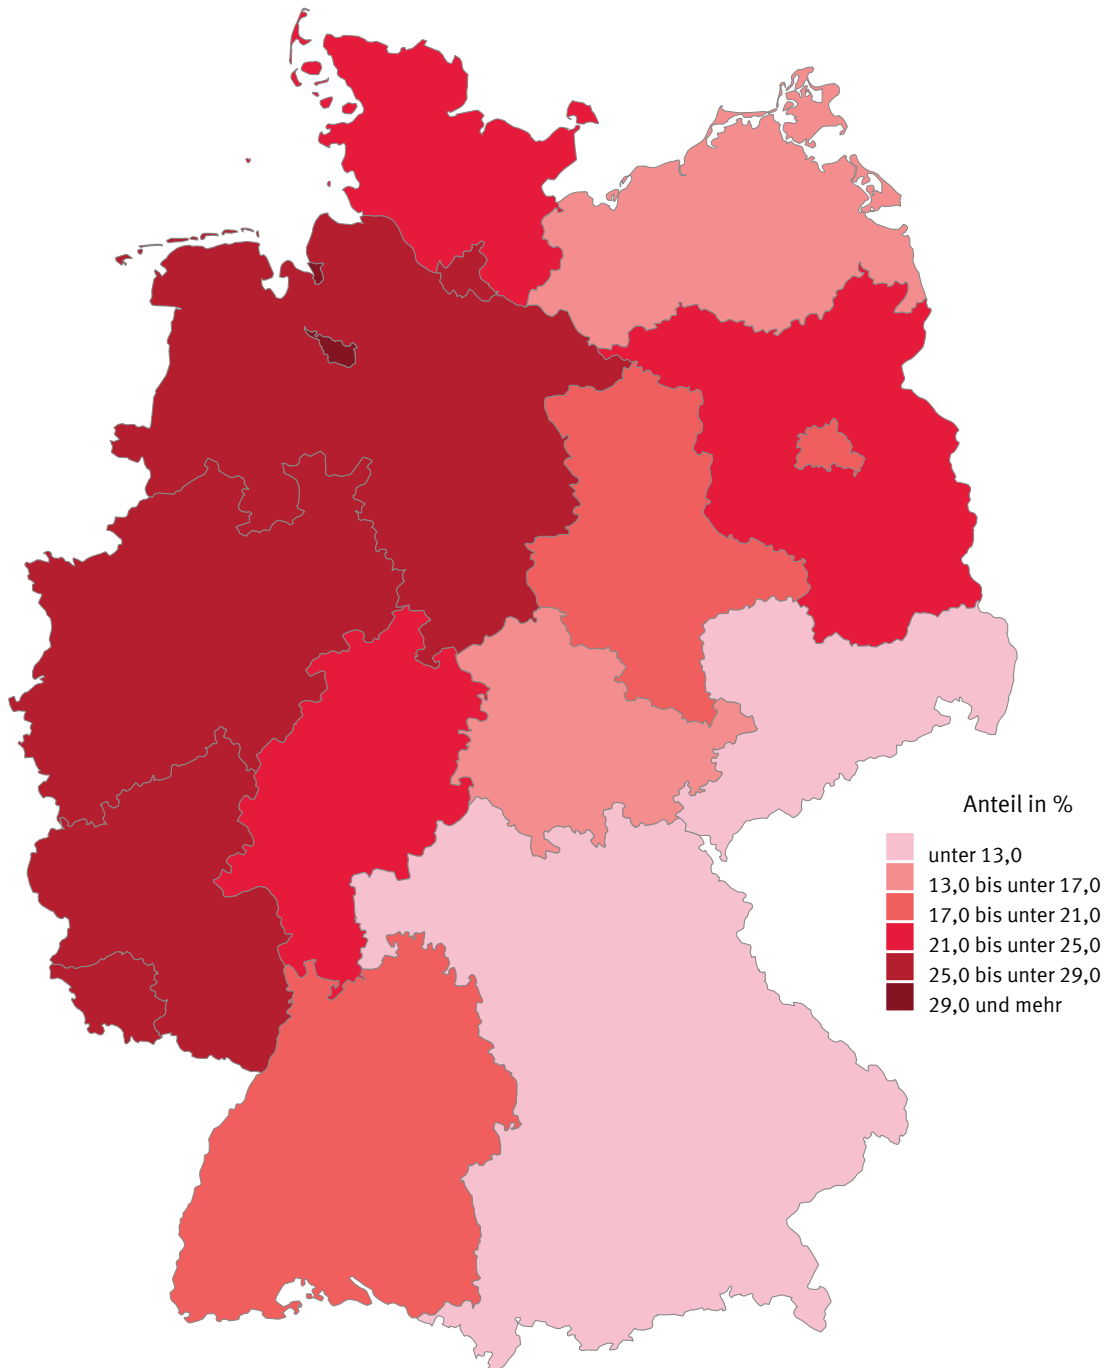 Anteil in %
unter 13,0
13,0 bis unter 17,0
17,0 bis unter 21,0
21,0 bis unter 25,0
25,0 bis unter 29,0
29,0 und mehr